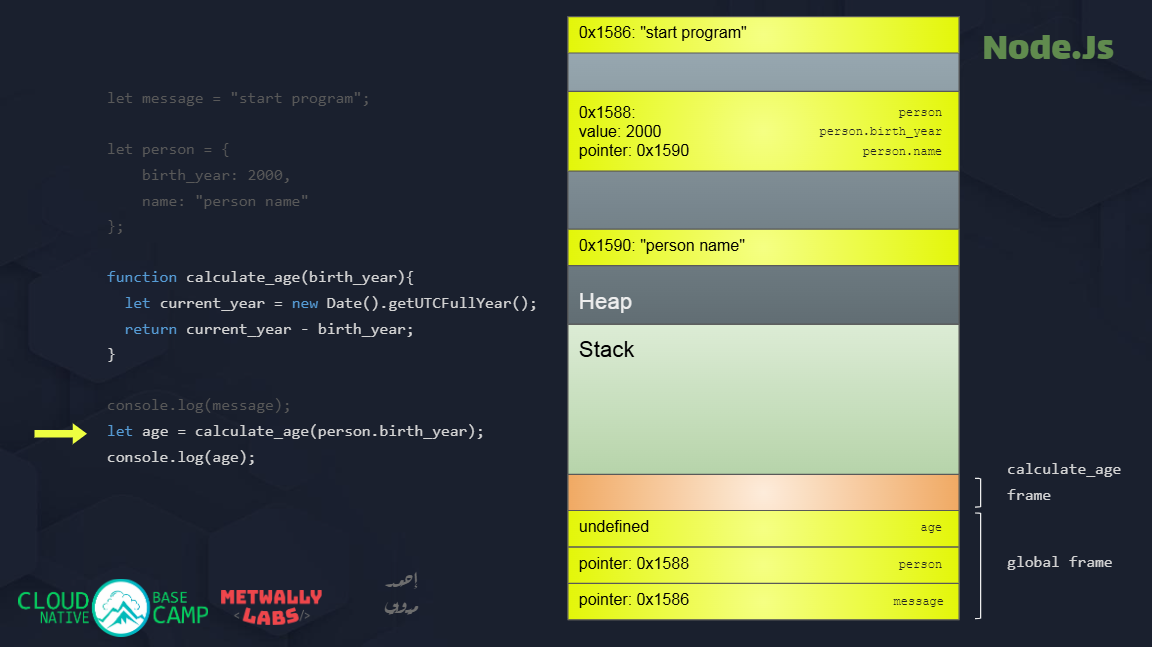 Node.Js
let message = "start program";
let person = {
    birth_year: 2000,
    name: "person name"
};
function calculate_age(birth_year){
  let current_year = new Date().getUTCFullYear();
  return current_year - birth_year;
}
console.log(message);
let age = calculate_age(person.birth_year);
console.log(age);
0x1586: "start program"
0x1588: person
value: 2000 person.birth_year
pointer: 0x1590 person.name
0x1590: "person name"
Heap
Stack
calculate_age
frame
undefined age
pointer: 0x1588 person
pointer: 0x1586 message
global frame
CLOUD
NATIVE
BASE
CAMP
METWALLY
<LABS/>
إحمد